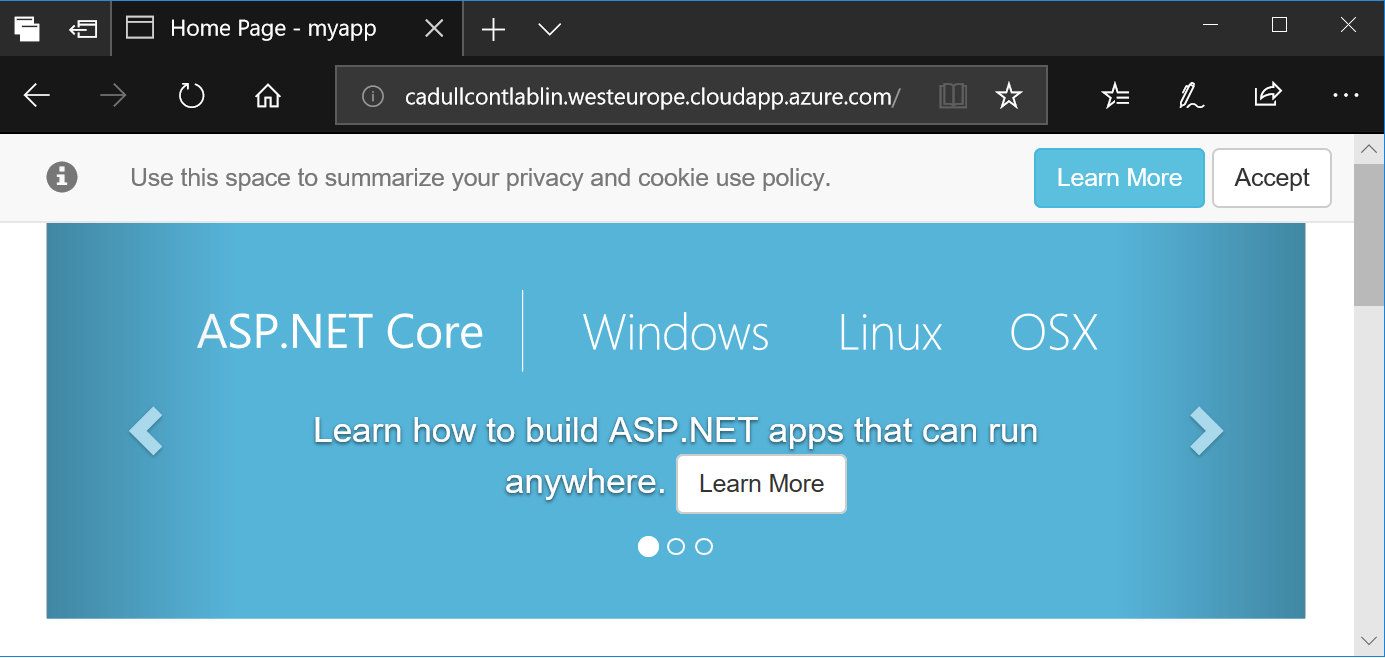 Home Page - myapp
cadullcontlablin.westeurope.cloudapp.azure.com/
Use this space to summarize your privacy and cookie use policy. Learn More Accept
ASP.NET Core Windows Linux OSX
Learn how to build ASP.NET apps that can run
anywhere. Learn More